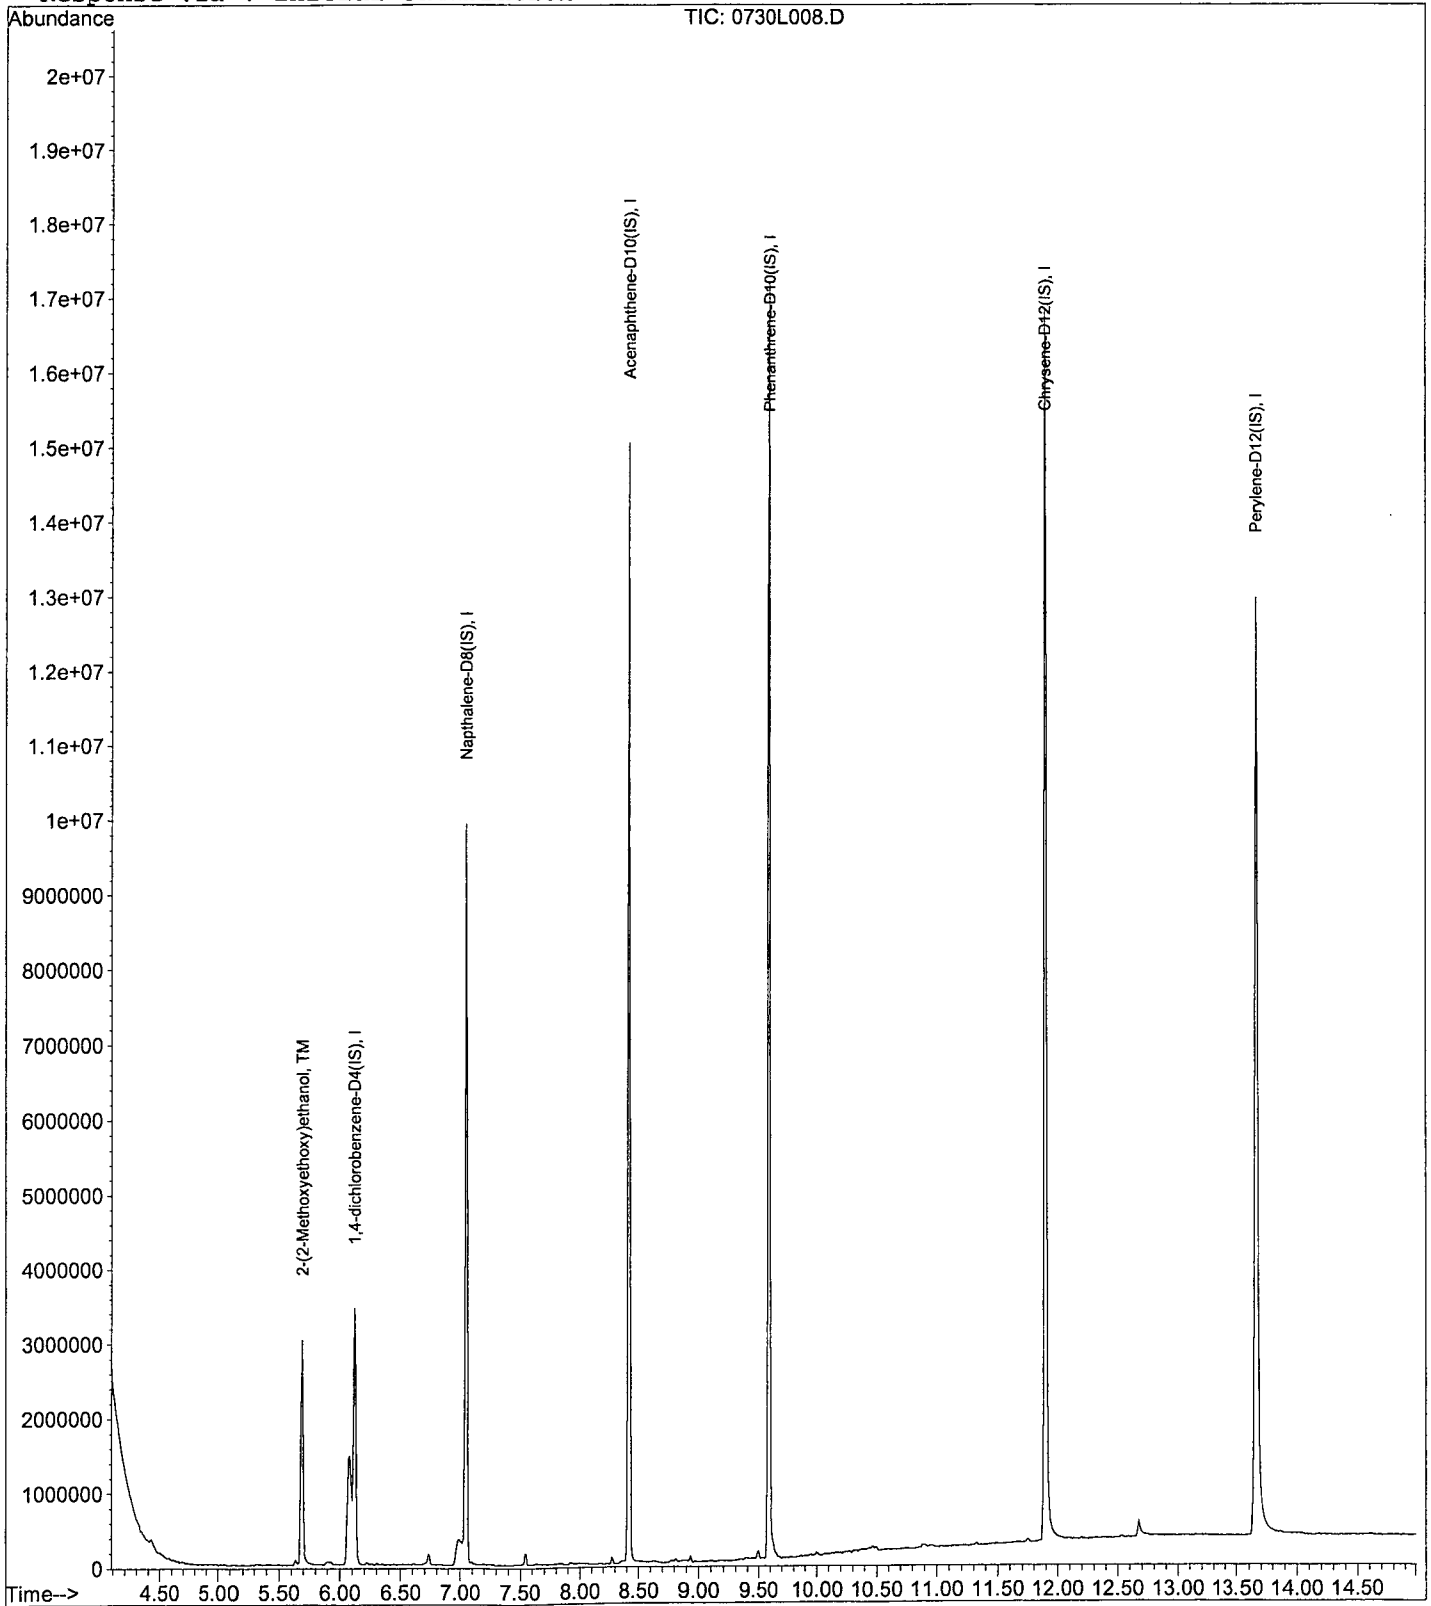 Abundance
TIC: 0730L008.D
2e+07
1.9e+07
1.8e+07
1.7e+07
1.6e+07
1.5e+07
1.4e+07
1.3e+07
1.2e+07
1.1e+07
1e+07
9000000
8000000
7000000
6000000
5000000
4000000
3000000
2000000
1000000
0
2-(2-Methoxyethoxy)ethanol, TM
1,4-dichlorobenzene-D4(IS), I
Napthalene-D8(IS), I
Acenaphthene-D10(IS), I
Phenanthrene-D10(IS), I
Chrysene-D12(IS), I
Perylene-D12(IS), I
Time--> 4.50 5.00 5.50 6.00 6.50 7.00 7.50 8.00 8.50 9.00 9.50 10.00 10.50 11.00 11.50 12.00 12.50 13.00 13.50 14.00 14.50